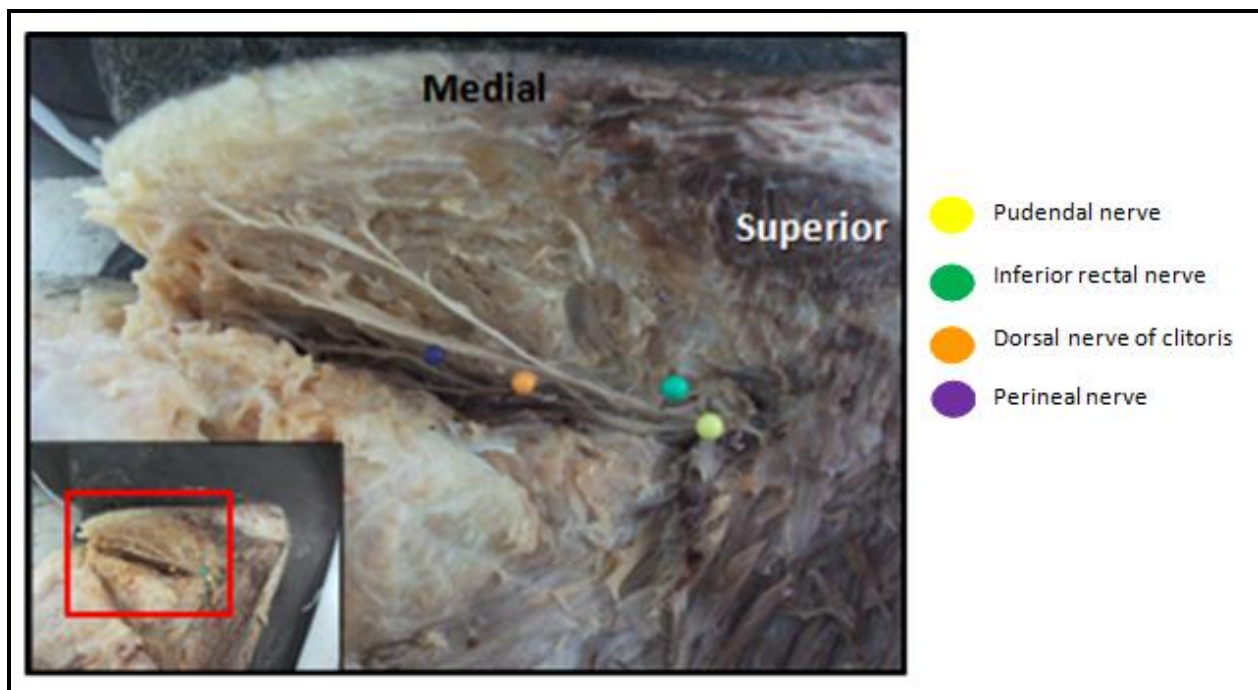 Medial
Superior
Pudendal nerve
Inferior rectal nerve
Dorsal nerve of clitoris
Perineal nerve